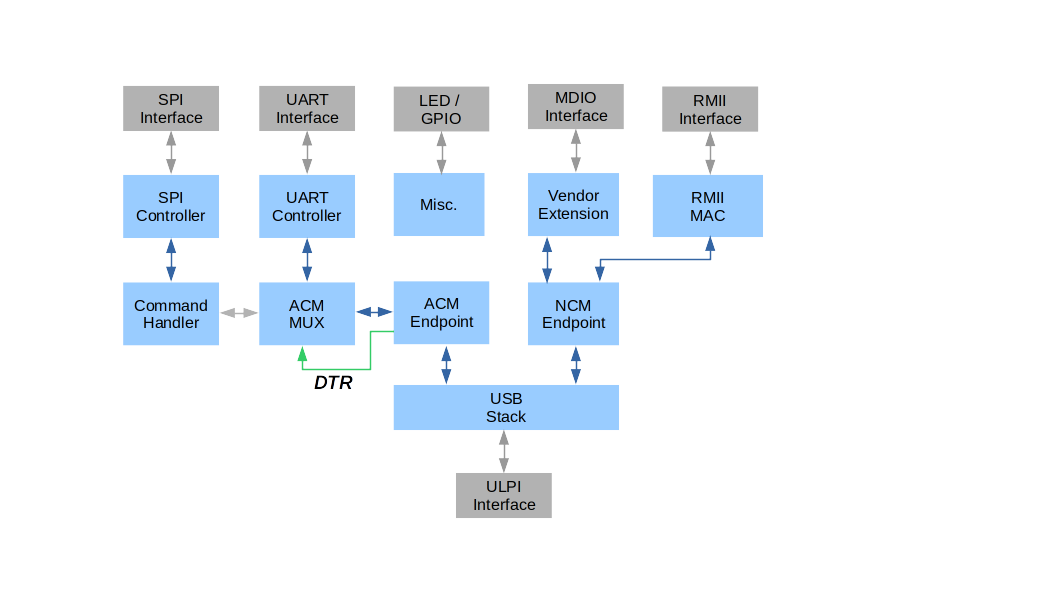 SPI
Interface
UART
Interface
LED /
GPIO
MDIO
Interface
RMII
Interface
SPI
Controller
UART
Controller
Misc.
Vendor
Extension
RMII
MAC
Command
Handler
ACM
MUX
ACM
Endpoint
NCM
Endpoint
DTR
USB
Stack
ULPI
Interface